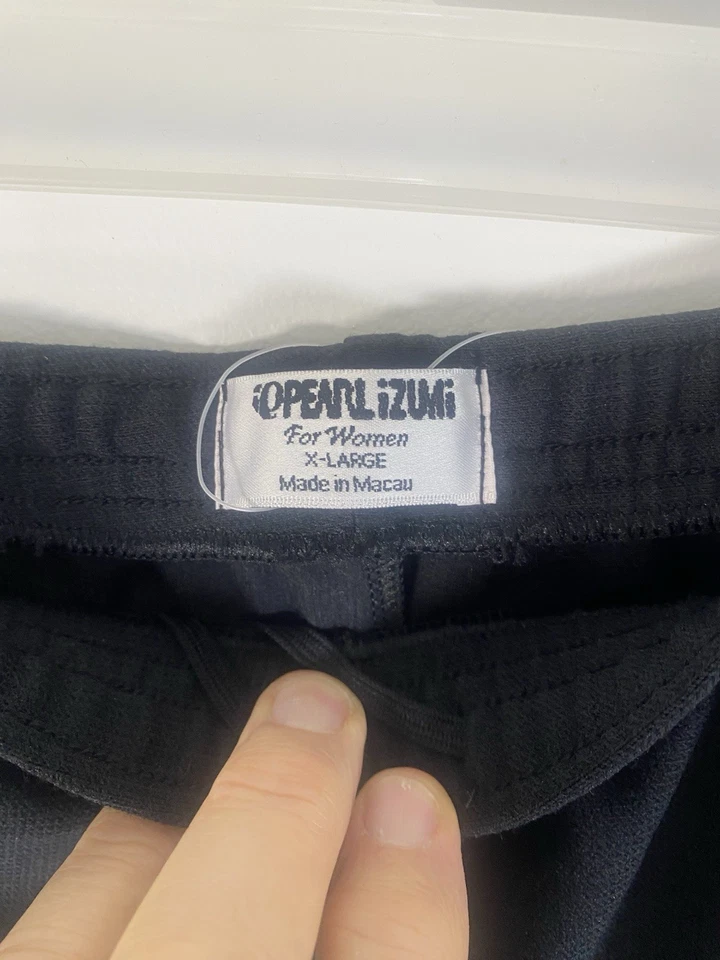 PEARL iZUMi
For Women
X-LARGE
Made in Macau